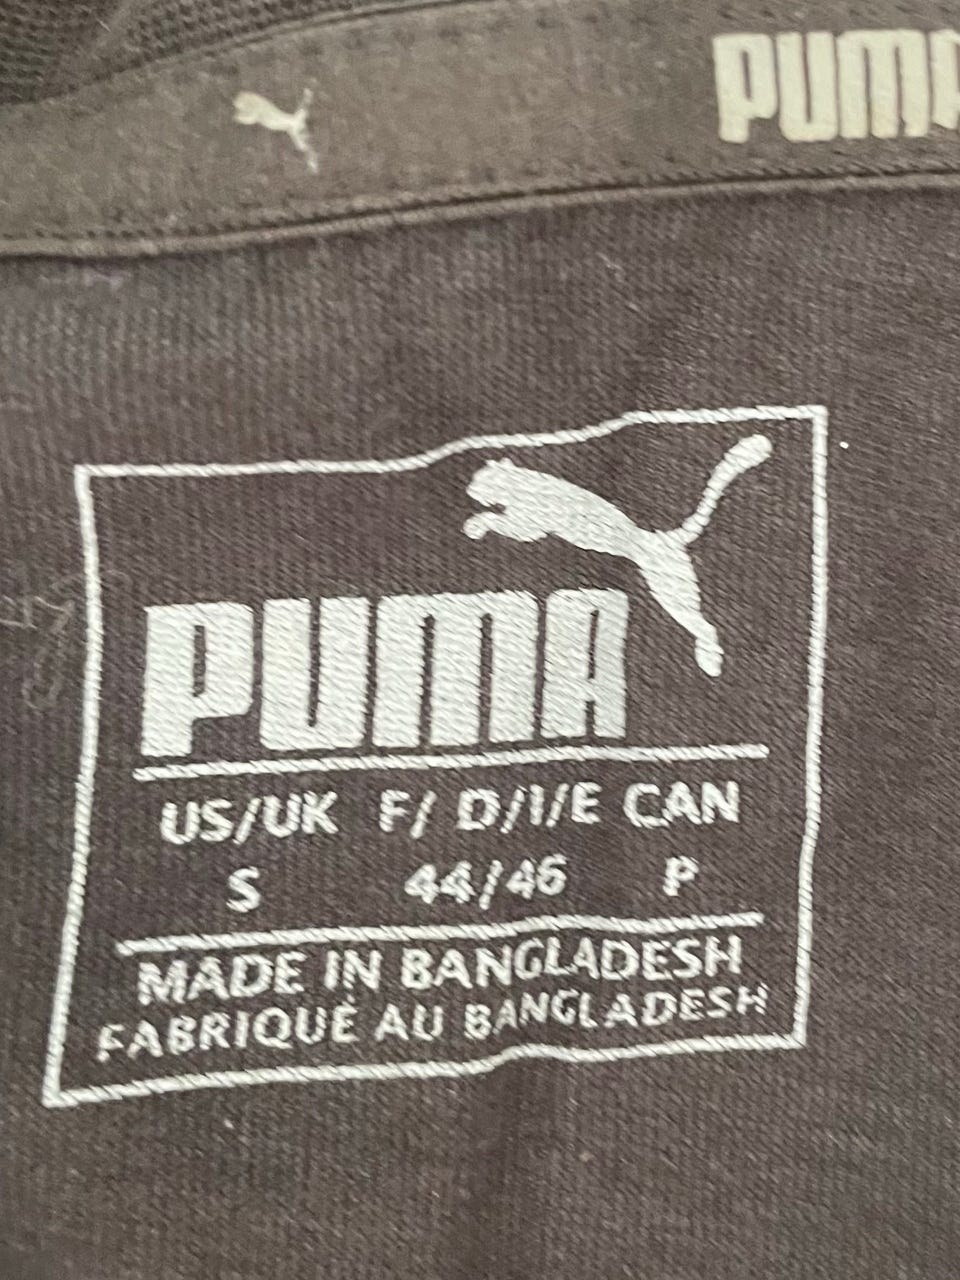 PUMA
PUMA
US/UK F/ D/I/E CAN
S 44/46 P
MADE IN BANGLADESH
FABRIQUÉ AU BANGLADESH